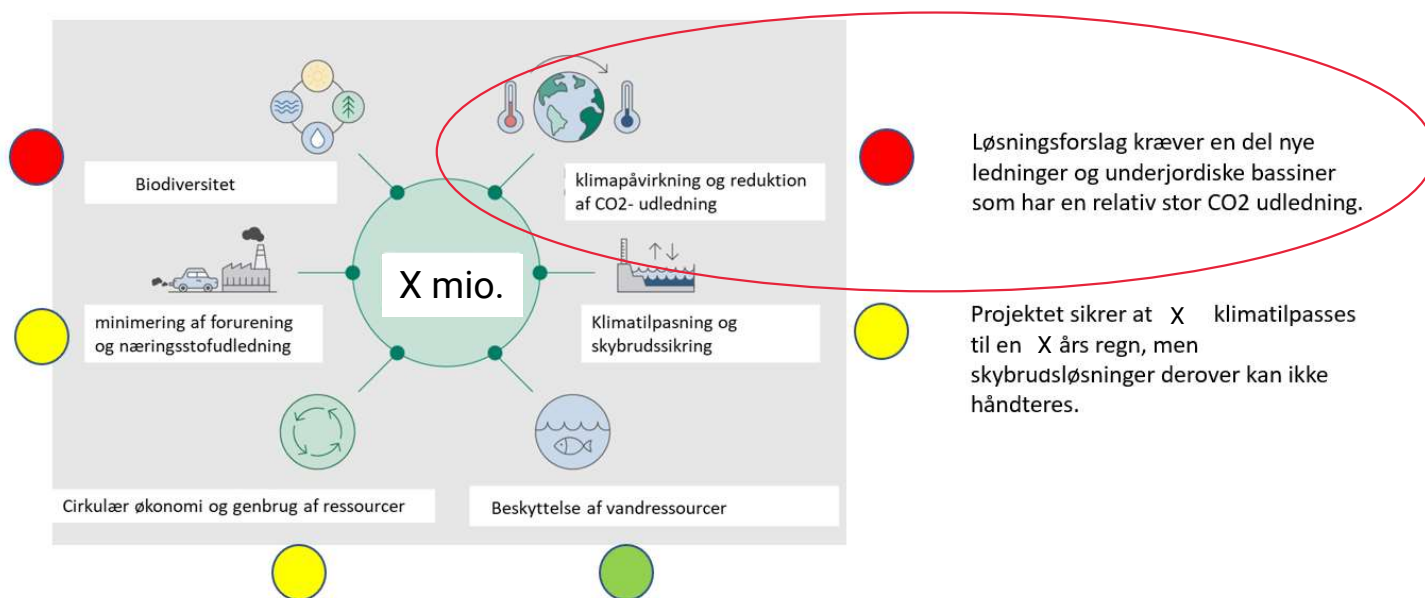 Biodiversitet
klimapåvirkning og reduktion
af CO2- udledning
Løsningsforslag kræver en del nye
ledninger og underjordiske bassiner
som har en relativ stor CO2 udledning.
X mio.
minimering af forurening
og næringsstofudledning
Klimatilpasning og
skybrudssikring
Projektet sikrer at X klimatilpasses
til en X års regn, men
skybrudsløsninger derover kan ikke
håndteres.
Cirkulær økonomi og genbrug af ressourcer
Beskyttelse af vandressourcer